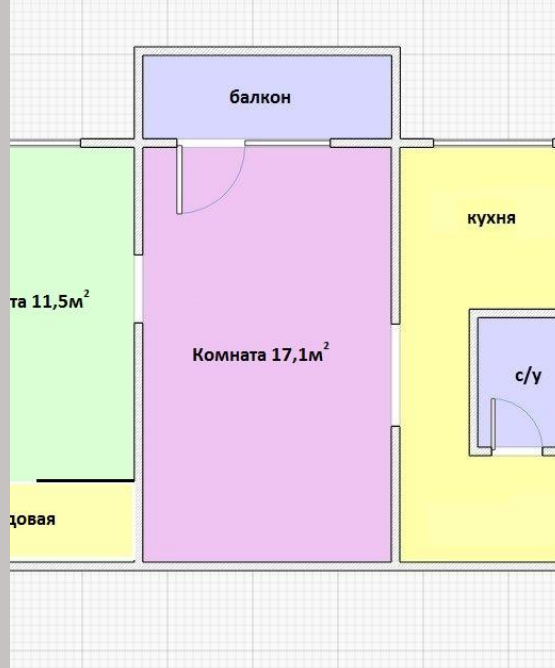 балкон
кухня
та 11,5м²
Комната 17,1м²
с/у
довая